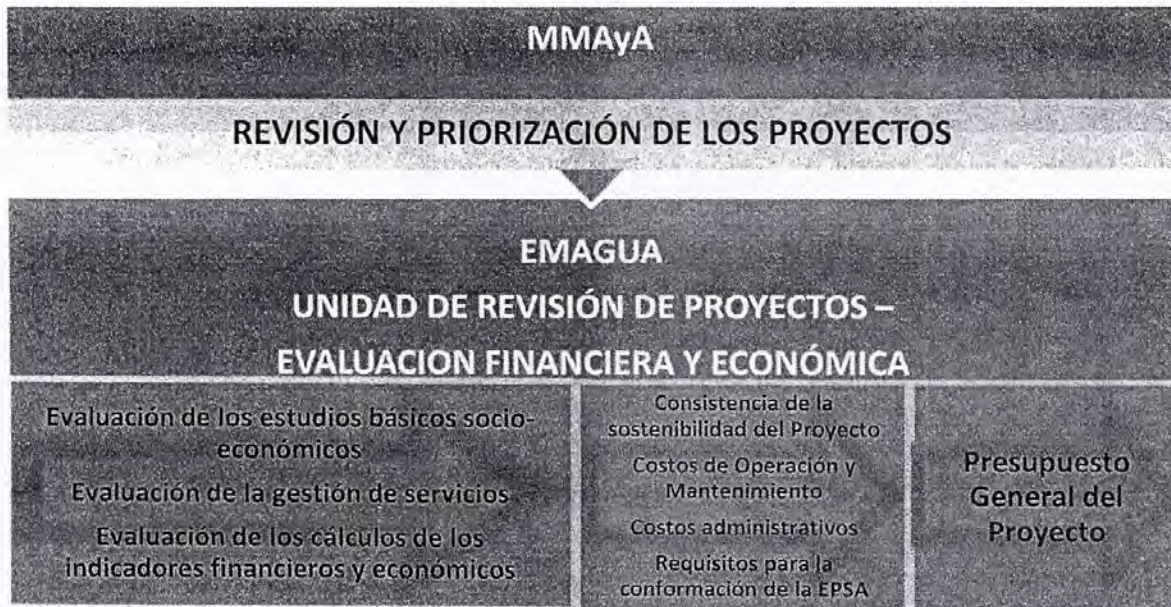 MMAyA
REVISIÓN Y PRIORIZACIÓN DE LOS PROYECTOS
EMAGUA
UNIDAD DE REVISIÓN DE PROYECTOS –
EVALUACION FINANCIERA Y ECONÓMICA
Evaluación de los estudios básicos socio-
económicos
Evaluación de la gestión de servicios
Evaluación de los cálculos de los
indicadores financieros y económicos
Consistencia de la
sostenibilidad del Proyecto
Costos de Operación y
Mantenimiento
Costos administrativos
Requisitos para la
conformación de la EPSA
Presupuesto
General del
Proyecto